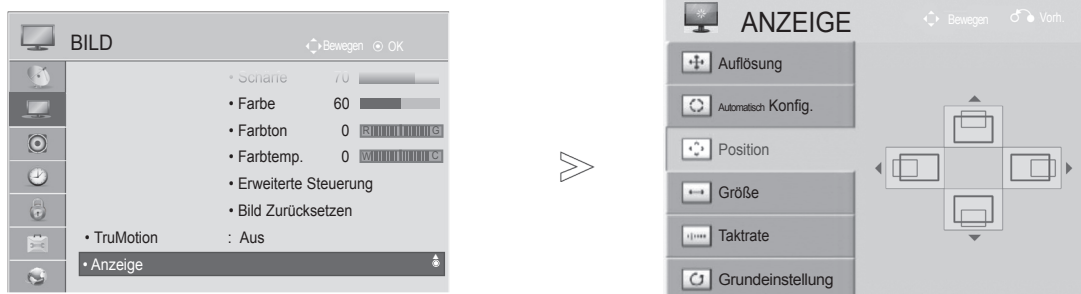 BILD
Bewegen OK
• Schärfe 70
• Farbe 60
• Farbton 0 R G
• Farbtemp. 0 W C
• Erweiterte Steuerung
• Bild Zurücksetzen
• TruMotion : Aus
• Anzeige
ANZEIGE
Bewegen Vorh.
Auflösung
Automatisch Konfig.
Position
Größe
Taktrate
Grundeinstellung